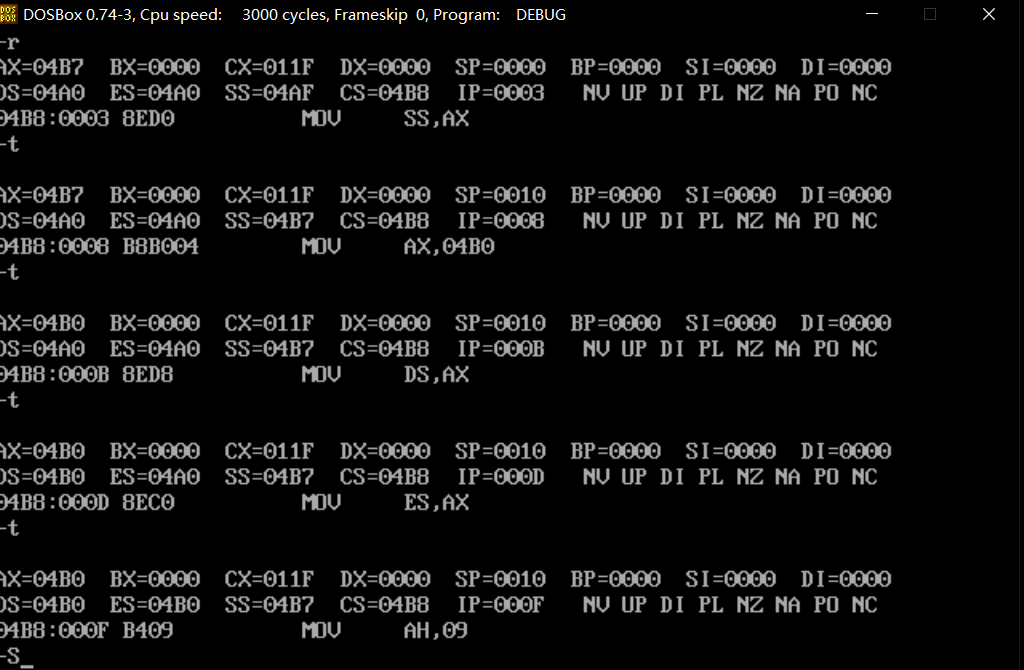 DOS BOX DOSBox 0.74-3, Cpu speed: 3000 cycles, Frameskip 0, Program: DEBUG
-r
AX=04B7 BX=0000 CX=011F DX=0000 SP=0000 BP=0000 SI=0000 DI=0000
DS=04A0 ES=04A0 SS=04AF CS=04B8 IP=0003 NV UP DI PL NZ NA PO NC
04B8:0003 8ED0 MOV SS,AX
-t
AX=04B7 BX=0000 CX=011F DX=0000 SP=0010 BP=0000 SI=0000 DI=0000
DS=04A0 ES=04A0 SS=04B7 CS=04B8 IP=0008 NV UP DI PL NZ NA PO NC
04B8:0008 B8B004 MOV AX,04B0
-t
AX=04B0 BX=0000 CX=011F DX=0000 SP=0010 BP=0000 SI=0000 DI=0000
DS=04A0 ES=04A0 SS=04B7 CS=04B8 IP=000B NV UP DI PL NZ NA PO NC
04B8:000B 8ED8 MOV DS,AX
-t
AX=04B0 BX=0000 CX=011F DX=0000 SP=0010 BP=0000 SI=0000 DI=0000
DS=04B0 ES=04A0 SS=04B7 CS=04B8 IP=000D NV UP DI PL NZ NA PO NC
04B8:000D 8EC0 MOV ES,AX
-t
AX=04B0 BX=0000 CX=011F DX=0000 SP=0010 BP=0000 SI=0000 DI=0000
DS=04B0 ES=04B0 SS=04B7 CS=04B8 IP=000F NV UP DI PL NZ NA PO NC
04B8:000F B409 MOV AH,09
-S_